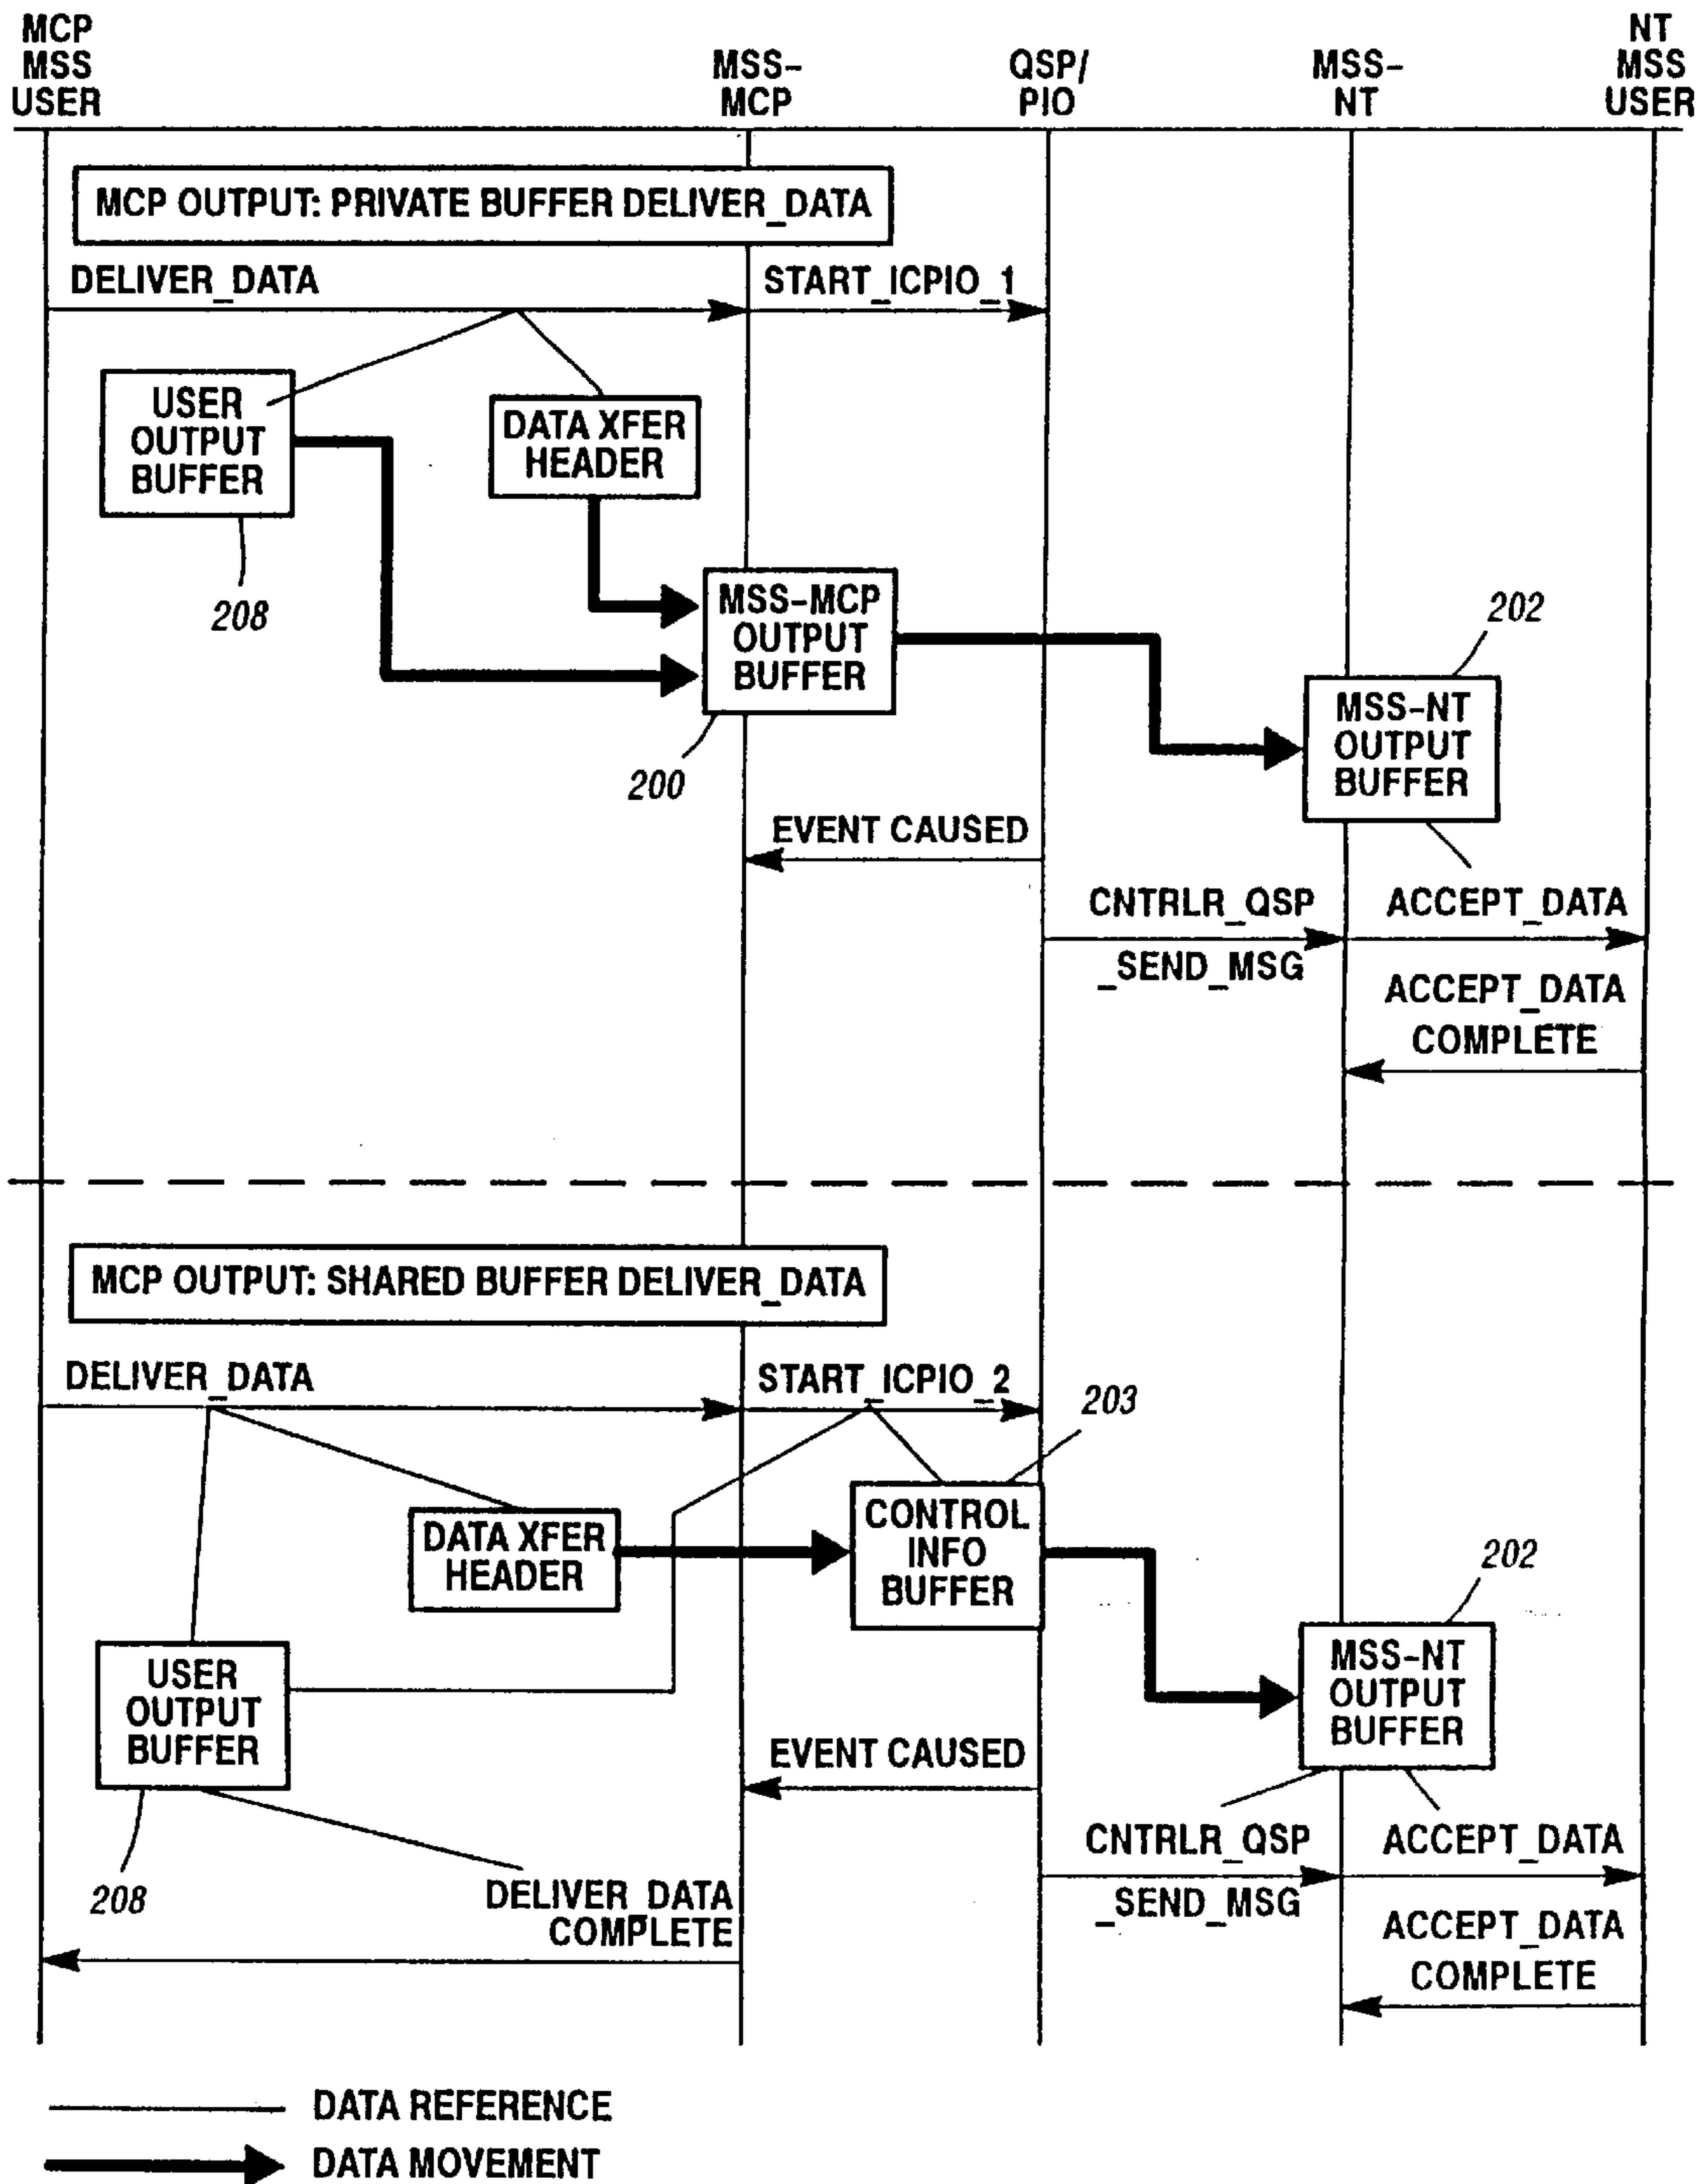 MCP
MSS
USER
MSS-
MCP
QSP/
PIO
MSS-
NT
NT
MSS
USER
MCP OUTPUT: PRIVATE BUFFER DELIVER_DATA
DELIVER_DATA
START_ICPIO_1
USER
OUTPUT
BUFFER
208
DATA XFER
HEADER
MSS-MCP
OUTPUT
BUFFER
200
202
MSS-NT
OUTPUT
BUFFER
EVENT CAUSED
CNTRLR_QSP
_SEND_MSG
ACCEPT_DATA
ACCEPT_DATA
COMPLETE
MCP OUTPUT: SHARED BUFFER DELIVER_DATA
DELIVER_DATA
START_ICPIO_2
203
DATA XFER
HEADER
CONTROL
INFO
BUFFER
202
USER
OUTPUT
BUFFER
208
MSS-NT
OUTPUT
BUFFER
EVENT CAUSED
CNTRLR_QSP
_SEND_MSG
ACCEPT_DATA
DELIVER_DATA
COMPLETE
ACCEPT_DATA
COMPLETE
DATA REFERENCE
DATA MOVEMENT